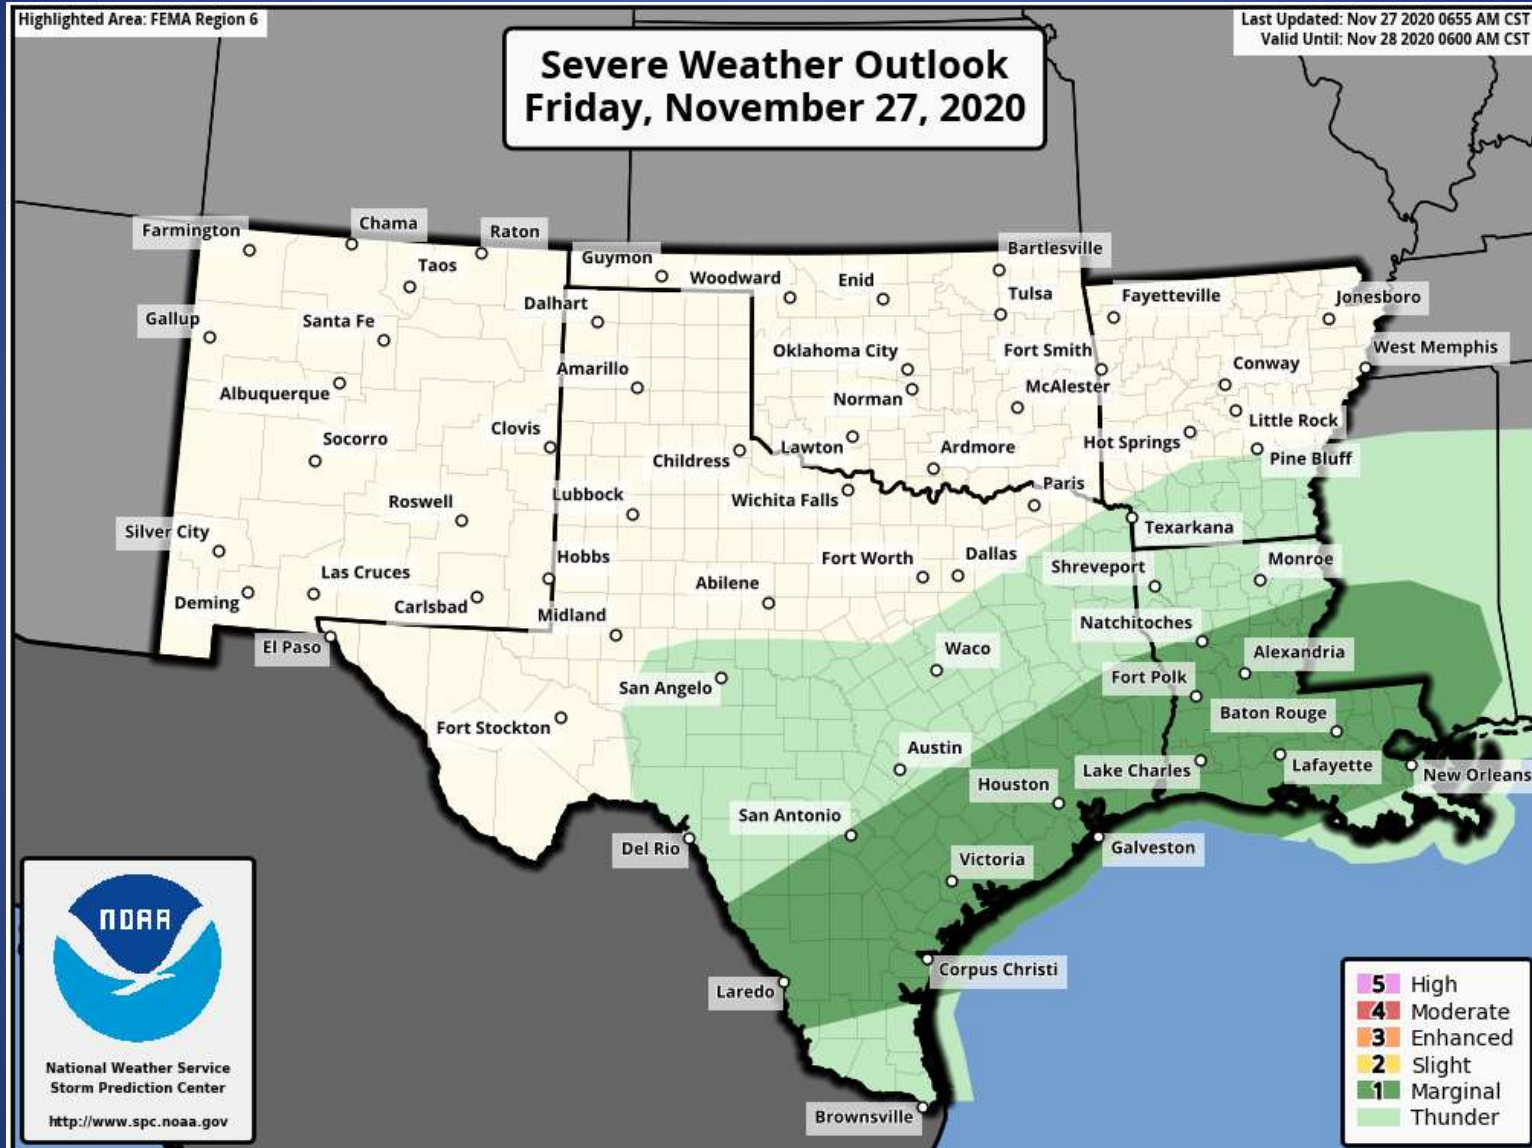 Highlighted Area: FEMA Region 6
Last Updated: Nov 27 2020 0655 AM CST
Valid Until: Nov 28 2020 0600 AM CST
Severe Weather Outlook
Friday, November 27, 2020
Farmington
Chama
Raton
Taos
Guymon
Woodward
Enid
Bartlesville
Tulsa
Fayetteville
Jonesboro
Gallup
Santa Fe
Dalhart
Amarillo
Oklahoma City
Fort Smith
Conway
West Memphis
Albuquerque
Norman
McAlester
Little Rock
Socorro
Clovis
Childress
Lawton
Ardmore
Hot Springs
Pine Bluff
Roswell
Lubbock
Wichita Falls
Paris
Texarkana
Silver City
Hobbs
Fort Worth
Dallas
Shreveport
Monroe
Deming
Las Cruces
Carlsbad
Midland
Abilene
Natchitoches
El Paso
San Angelo
Waco
Alexandria
Fort Polk
Fort Stockton
Austin
Baton Rouge
Houston
Lake Charles
Lafayette
New Orleans
San Antonio
Del Rio
Victoria
Galveston
Laredo
Corpus Christi
Brownsville
NOAA
National Weather Service
Storm Prediction Center
http://www.spc.noaa.gov
5 High
4 Moderate
3 Enhanced
2 Slight
1 Marginal
Thunder